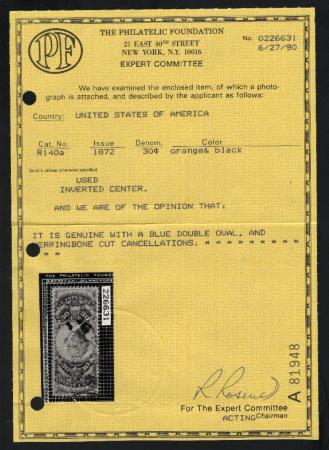 PF
THE PHILATELIC FOUNDATION
21 EAST 40TH STREET
NEW YORK, N.Y. 10016
EXPERT COMMITTEE
No. 0226631
6/27/90
We have examined the enclosed item, of which a photo-
graph is attached, and described by the applicant as follows:
Country: UNITED STATES OF AMERICA
Cat. No. Issue Denom. Color
R140a 1872 30¢ orange& black
USED
INVERTED CENTER.
AND WE ARE OF THE OPINION THAT:
IT IS GENUINE WITH A BLUE DOUBLE OVAL, AND
HERRINGBONE CUT CANCELLATIONS. * * * * * * * *
* *
THE PHILATELIC FOUND
226631
For The Expert Committee
ACTING Chairman
A 81948